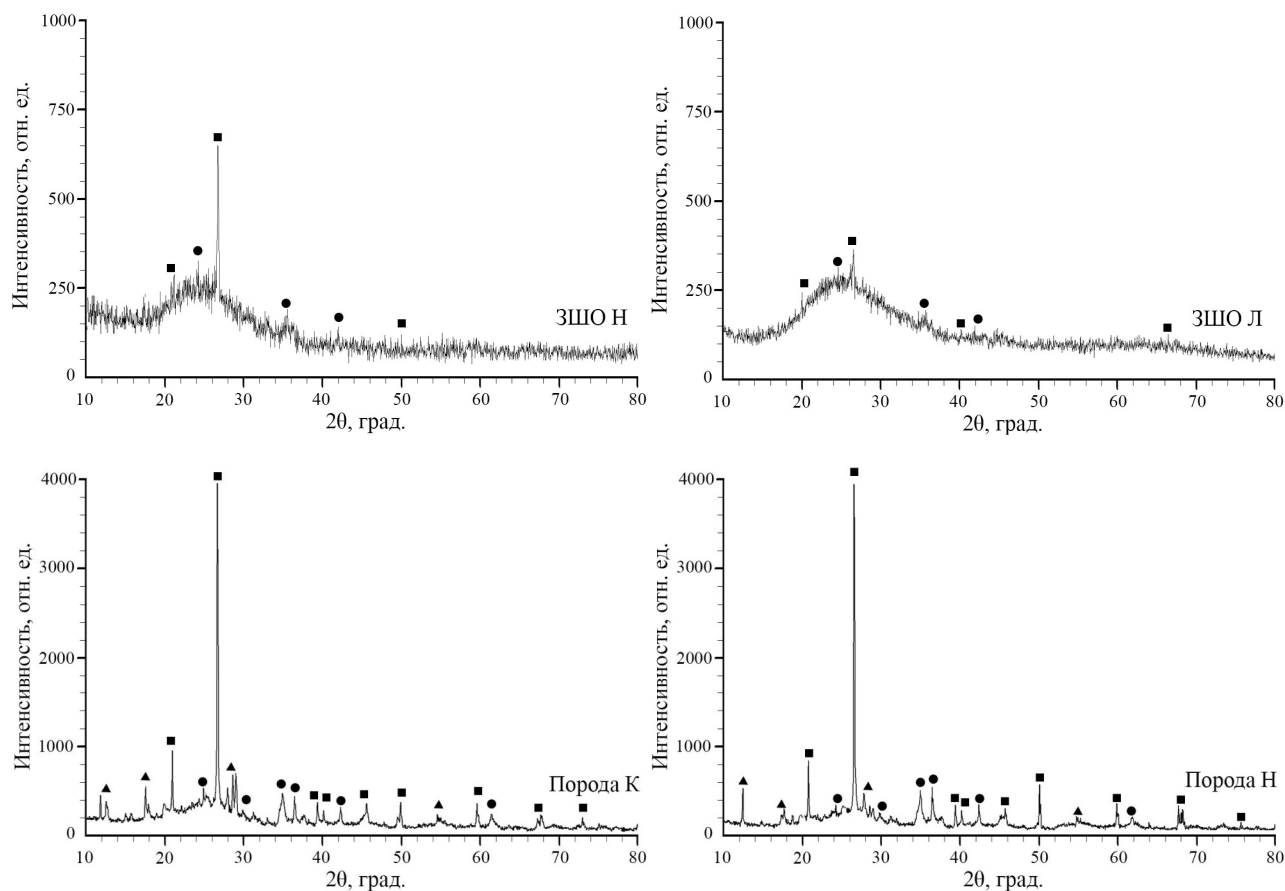 1000
750
500
250
0
Интенсивность, отн. ед.
ЗШО Н
10 20 30 40 50 60 70 80
2θ, град.
1000
750
500
250
0
Интенсивность, отн. ед.
ЗШО Л
10 20 30 40 50 60 70 80
2θ, град.
4000
3000
2000
1000
0
Интенсивность, отн. ед.
Порода К
10 20 30 40 50 60 70 80
2θ, град.
4000
3000
2000
1000
0
Интенсивность, отн. ед.
Порода Н
10 20 30 40 50 60 70 80
2θ, град.